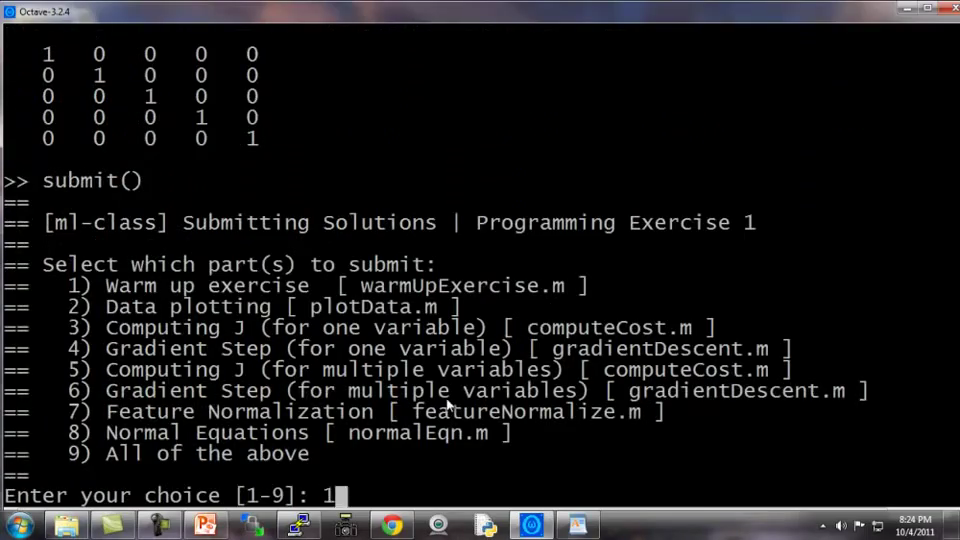 Octave-3.2.4
1 0 0 0 0
0 1 0 0 0
0 0 1 0 0
0 0 0 1 0
0 0 0 0 1
>> submit()
==
== [ml-class] Submitting Solutions | Programming Exercise 1
==
== Select which part(s) to submit:
== 1) Warm up exercise [ warmUpExercise.m ]
== 2) Data plotting [ plotData.m ]
== 3) Computing J (for one variable) [ computeCost.m ]
== 4) Gradient Step (for one variable) [ gradientDescent.m ]
== 5) Computing J (for multiple variables) [ computeCost.m ]
== 6) Gradient Step (for multiple variables) [ gradientDescent.m ]
== 7) Feature Normalization [ featureNormalize.m ]
== 8) Normal Equations [ normalEqn.m ]
== 9) All of the above
==
Enter your choice [1-9]: 1
8:24 PM
10/4/2011